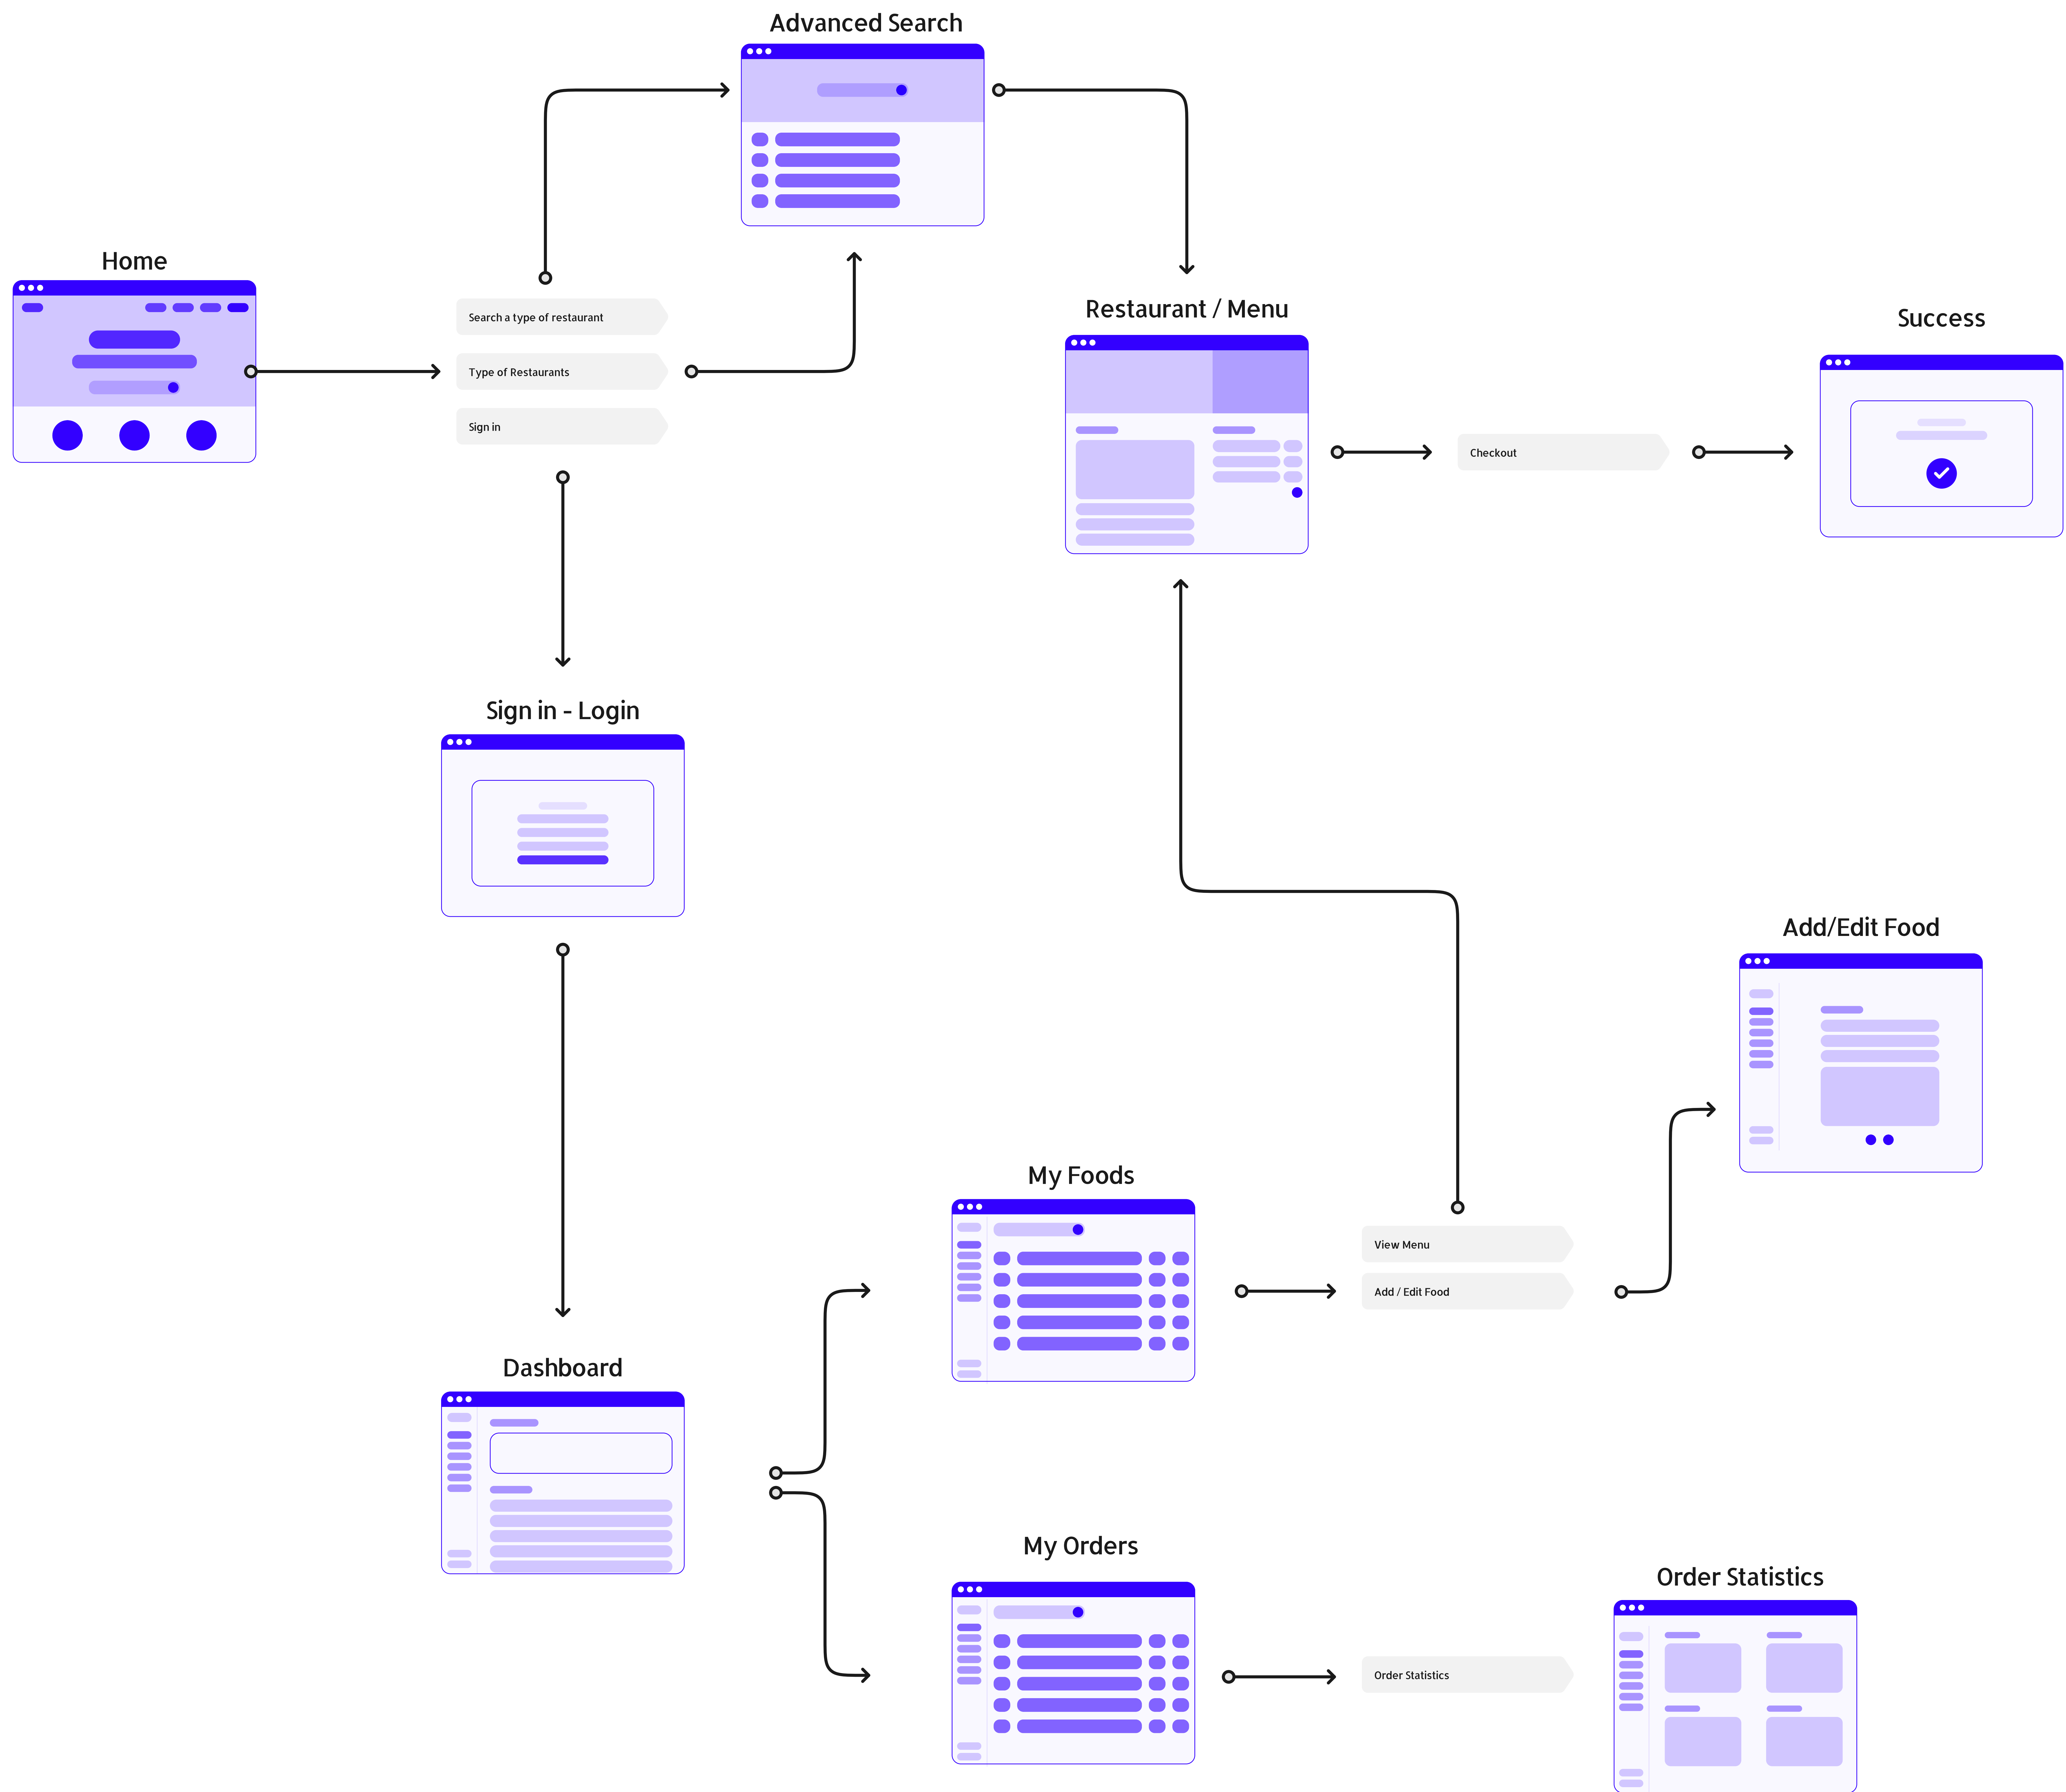 Advanced Search
Home
Search a type of restaurant
Type of Restaurants
Sign in
Restaurant / Menu
Success
Checkout
Sign in - Login
Add/Edit Food
My Foods
View Menu
Add / Edit Food
Dashboard
My Orders
Order Statistics
Order Statistics